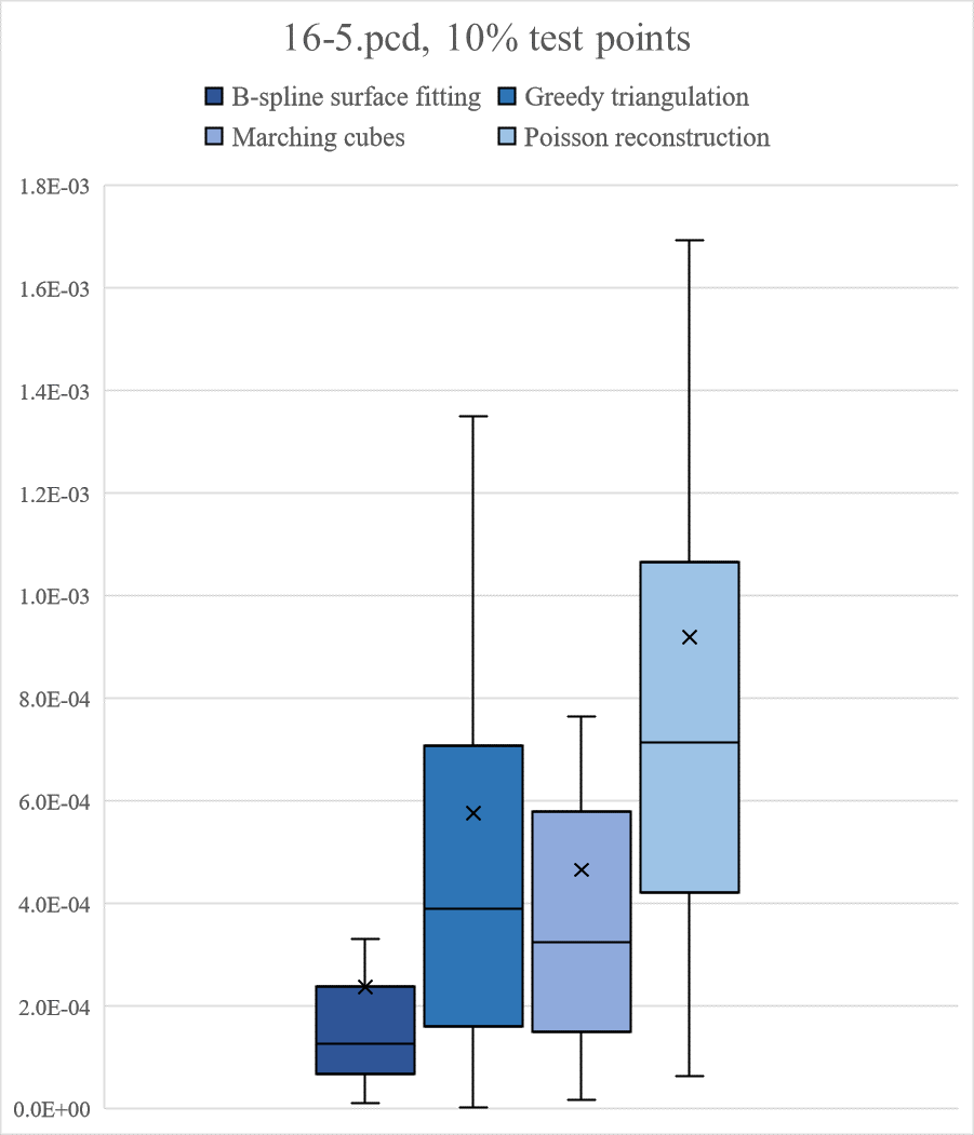 16-5.pcd, 10% test points
B-spline surface fitting Greedy triangulation
Marching cubes Poisson reconstruction
1.8E-03
1.6E-03
1.4E-03
1.2E-03
1.0E-03
8.0E-04
6.0E-04
4.0E-04
2.0E-04
0.0E+00